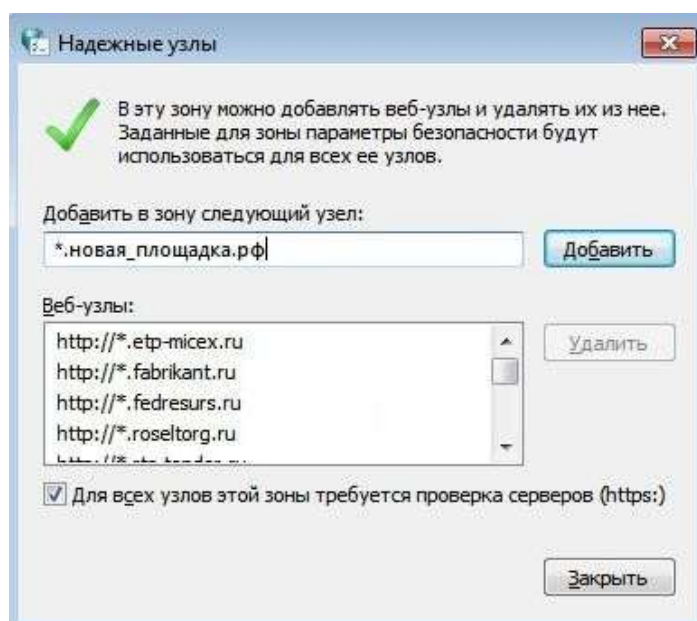 Надежные узлы
В эту зону можно добавлять веб-узлы и удалять их из нее.
Заданные для зоны параметры безопасности будут
использоваться для всех ее узлов.
Добавить в зону следующий узел:
*.новая_площадка.рф
Добавить
Веб-узлы:
http://*.etp-micex.ru
http://*.fabrikant.ru
http://*.fedresurs.ru
http://*.roseltorg.ru
Удалить
Для всех узлов этой зоны требуется проверка серверов (https:)
Закрыть